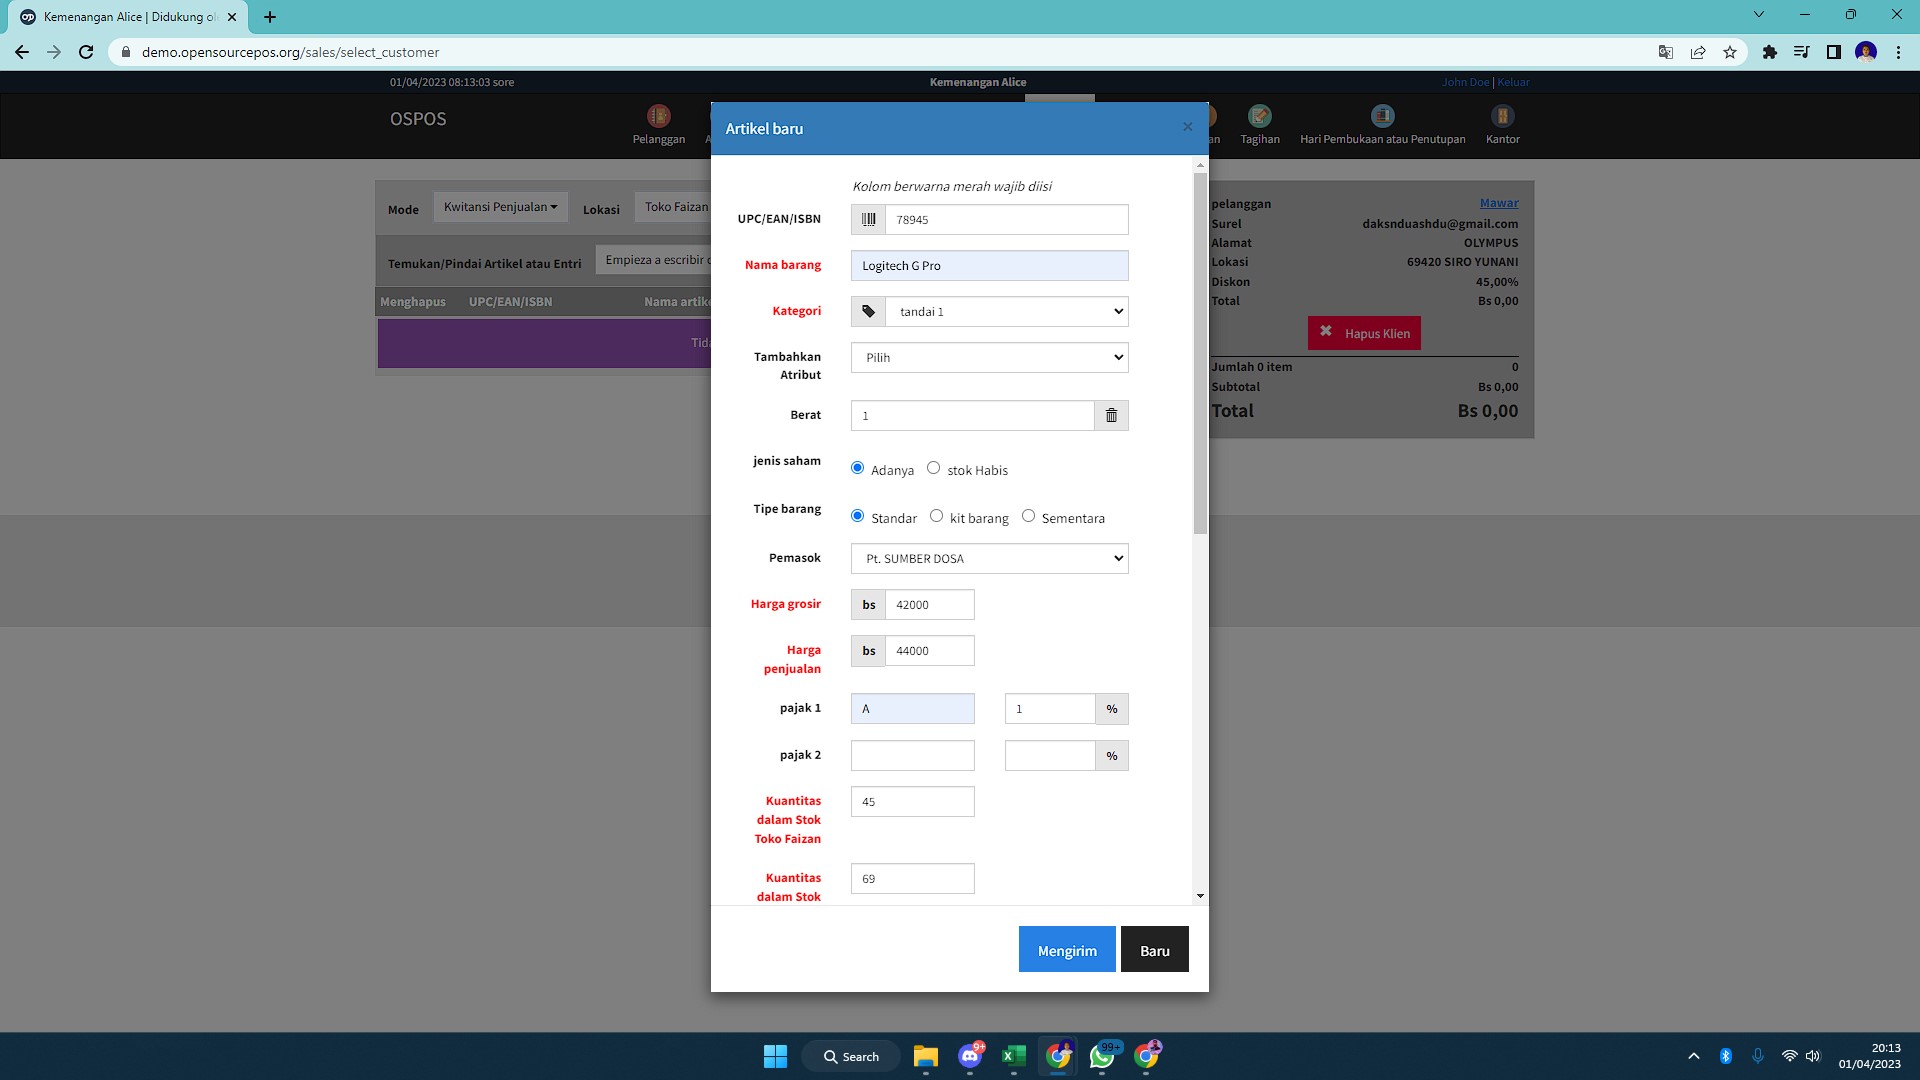 Kemenangan Alice | Didukung ol
demo.opensourcepos.org/sales/select_customer
01/04/2023 08:13:03 sore
Kemenangan Alice
John Doe | Keluar
OSPOS
Pelanggan
A
an
Tagihan
Hari Pembukaan atau Penutupan
Kantor
Artikel baru
×
Mode
Kwitansi Penjualan
Lokasi
Toko Faizan
Temukan/Pindai Artikel atau Entri
Empieza a escribir o
Menghapus
UPC/EAN/ISBN
Nama artike
Tida
Kolom berwarna merah wajib diisi
UPC/EAN/ISBN
78945
Nama barang
Logitech G Pro
Kategori
tandai 1
Tambahkan
Atribut
Pilih
Berat
1
jenis saham
Adanya
stok Habis
Tipe barang
Standar
kit barang
Sementara
Pemasok
Pt. SUMBER DOSA
Harga grosir
bs
42000
Harga
penjualan
bs
44000
pajak 1
A
1
%
pajak 2
%
Kuantitas
dalam Stok
Toko Faizan
45
Kuantitas
dalam Stok
69
Mengirim
Baru
pelanggan
Mawar
Surel
daksnduashdu@gmail.com
Alamat
OLYMPUS
Lokasi
69420 SIRO YUNANI
Diskon
45,00%
Total
Bs 0,00
Hapus Klien
Jumlah 0 item
0
Subtotal
Bs 0,00
Total
Bs 0,00
Search
9+
99+
20:13
01/04/2023